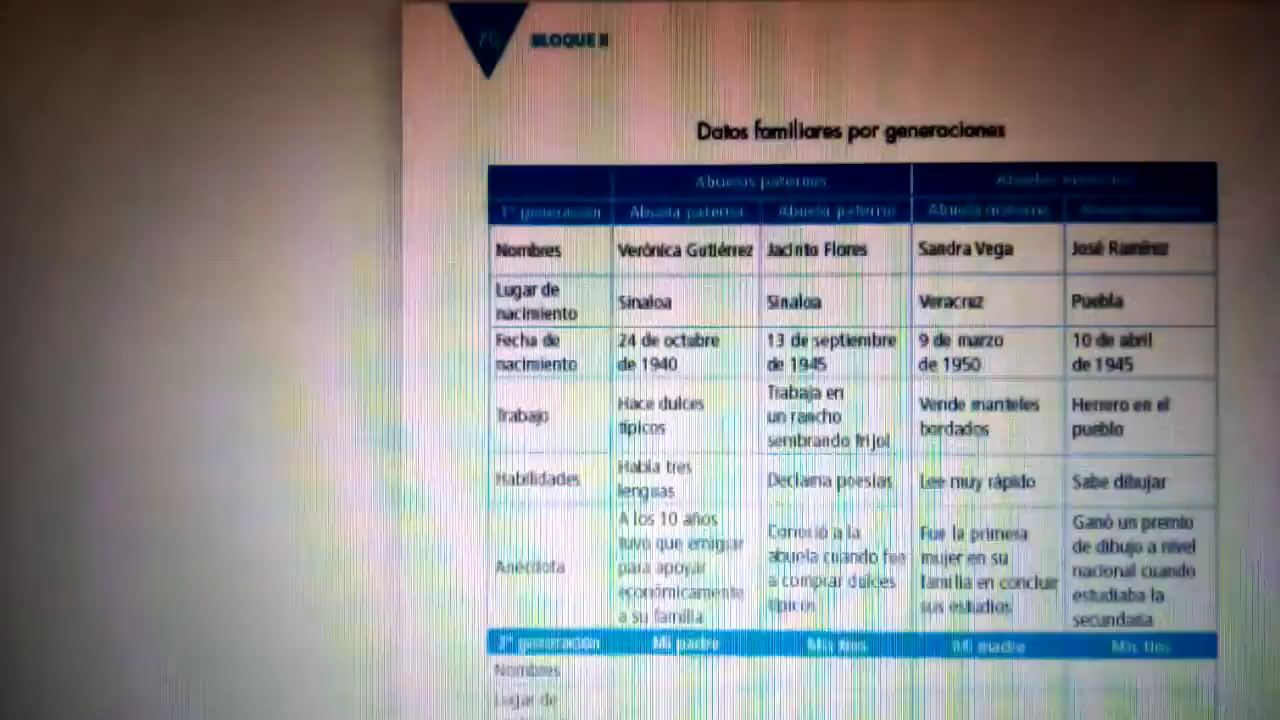 70 BLOQUE II
Datos familiares por generaciones
Abuelos paternos
1ª generación Abuela paterna Abuelo paterno Abuela materna
Nombres Verónica Gutiérrez Jacinto Flores Sandra Vega José Ramírez
Lugar de
nacimiento Sinaloa Sinaloa Veracruz Puebla
Fecha de 24 de octubre 13 de septiembre 9 de marzo 10 de abril
nacimiento de 1940 de 1945 de 1950 de 1945
Trabajo Hace dulces Trabaja en Vende manteles Herrero en el
típicos un rancho bordados pueblo
sembrando frijol
Habilidades Habla tres Declama poesías Lee muy rápido Sabe dibujar
lenguas
Anécdota A los 10 años Conoció a la Fue la primera Ganó un premio
tuvo que emigrar abuela cuando fue mujer en su de dibujo a nivel
para apoyar a comprar dulces familia en concluir nacional cuando
económicamente típicos sus estudios estudiaba la
a su familia secundaria
2ª generación Mi padre Mis tíos Mi madre Mis tíos
Nombres
Lugar de